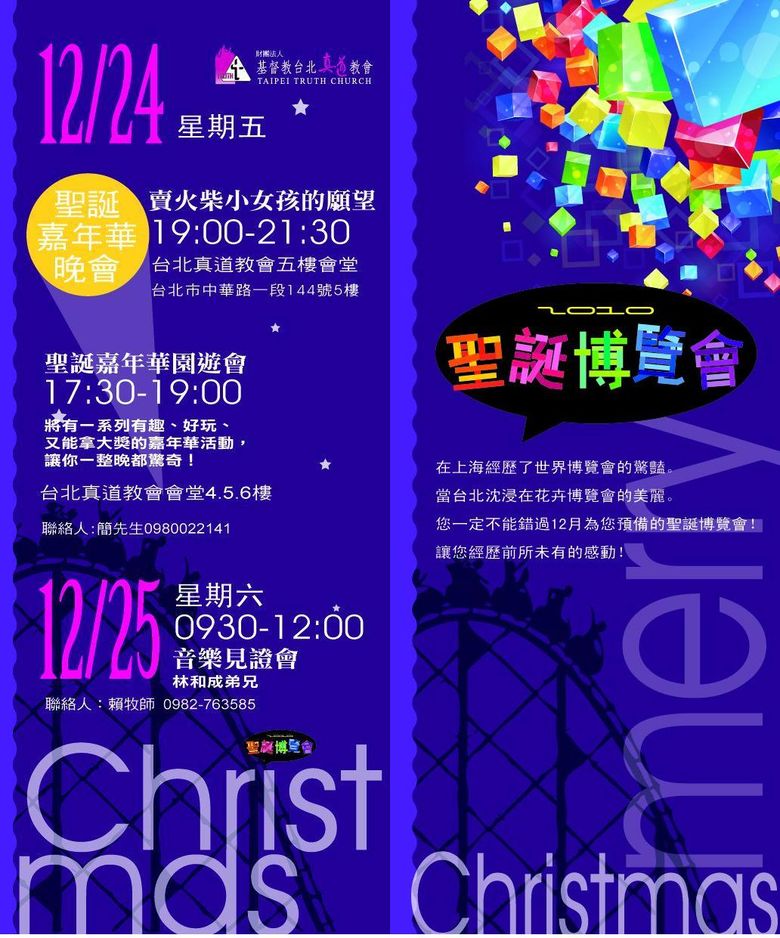 12/24 星期五
財團法人
基督教台北真道教會
TAIPEI TRUTH CHURCH
TRUTH
聖誕
嘉年華
晚會
賣火柴小女孩的願望
19:00-21:30
台北真道教會五樓會堂
台北市中華路一段144號5樓
聖誕嘉年華園遊會
17:30-19:00
將有一系列有趣、好玩、
又能拿大獎的嘉年華活動，
讓你一整晚都驚奇！
台北真道教會會堂4.5.6樓
聯絡人:簡先生0980022141
12/25 星期六
0930-12:00
音樂見證會
林和成弟兄
聯絡人：賴牧師 0982-763585
2010
聖誕博覽會
Christ
mas
2010
聖誕博覽會
在上海經歷了世界博覽會的驚豔。
當台北沈浸在花卉博覽會的美麗。
您一定不能錯過12月為您預備的聖誕博覽會！
讓您經歷前所未有的感動！
merry
Christmas